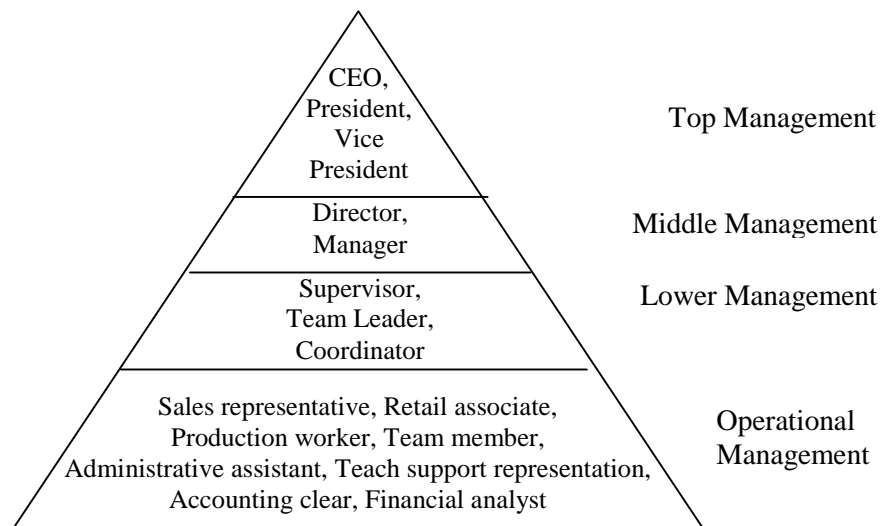 CEO,
President,
Vice
President
Top Management
Director,
Manager
Middle Management
Supervisor,
Team Leader,
Coordinator
Lower Management
Sales representative, Retail associate,
Production worker, Team member,
Administrative assistant, Teach support representation,
Accounting clear, Financial analyst
Operational
Management